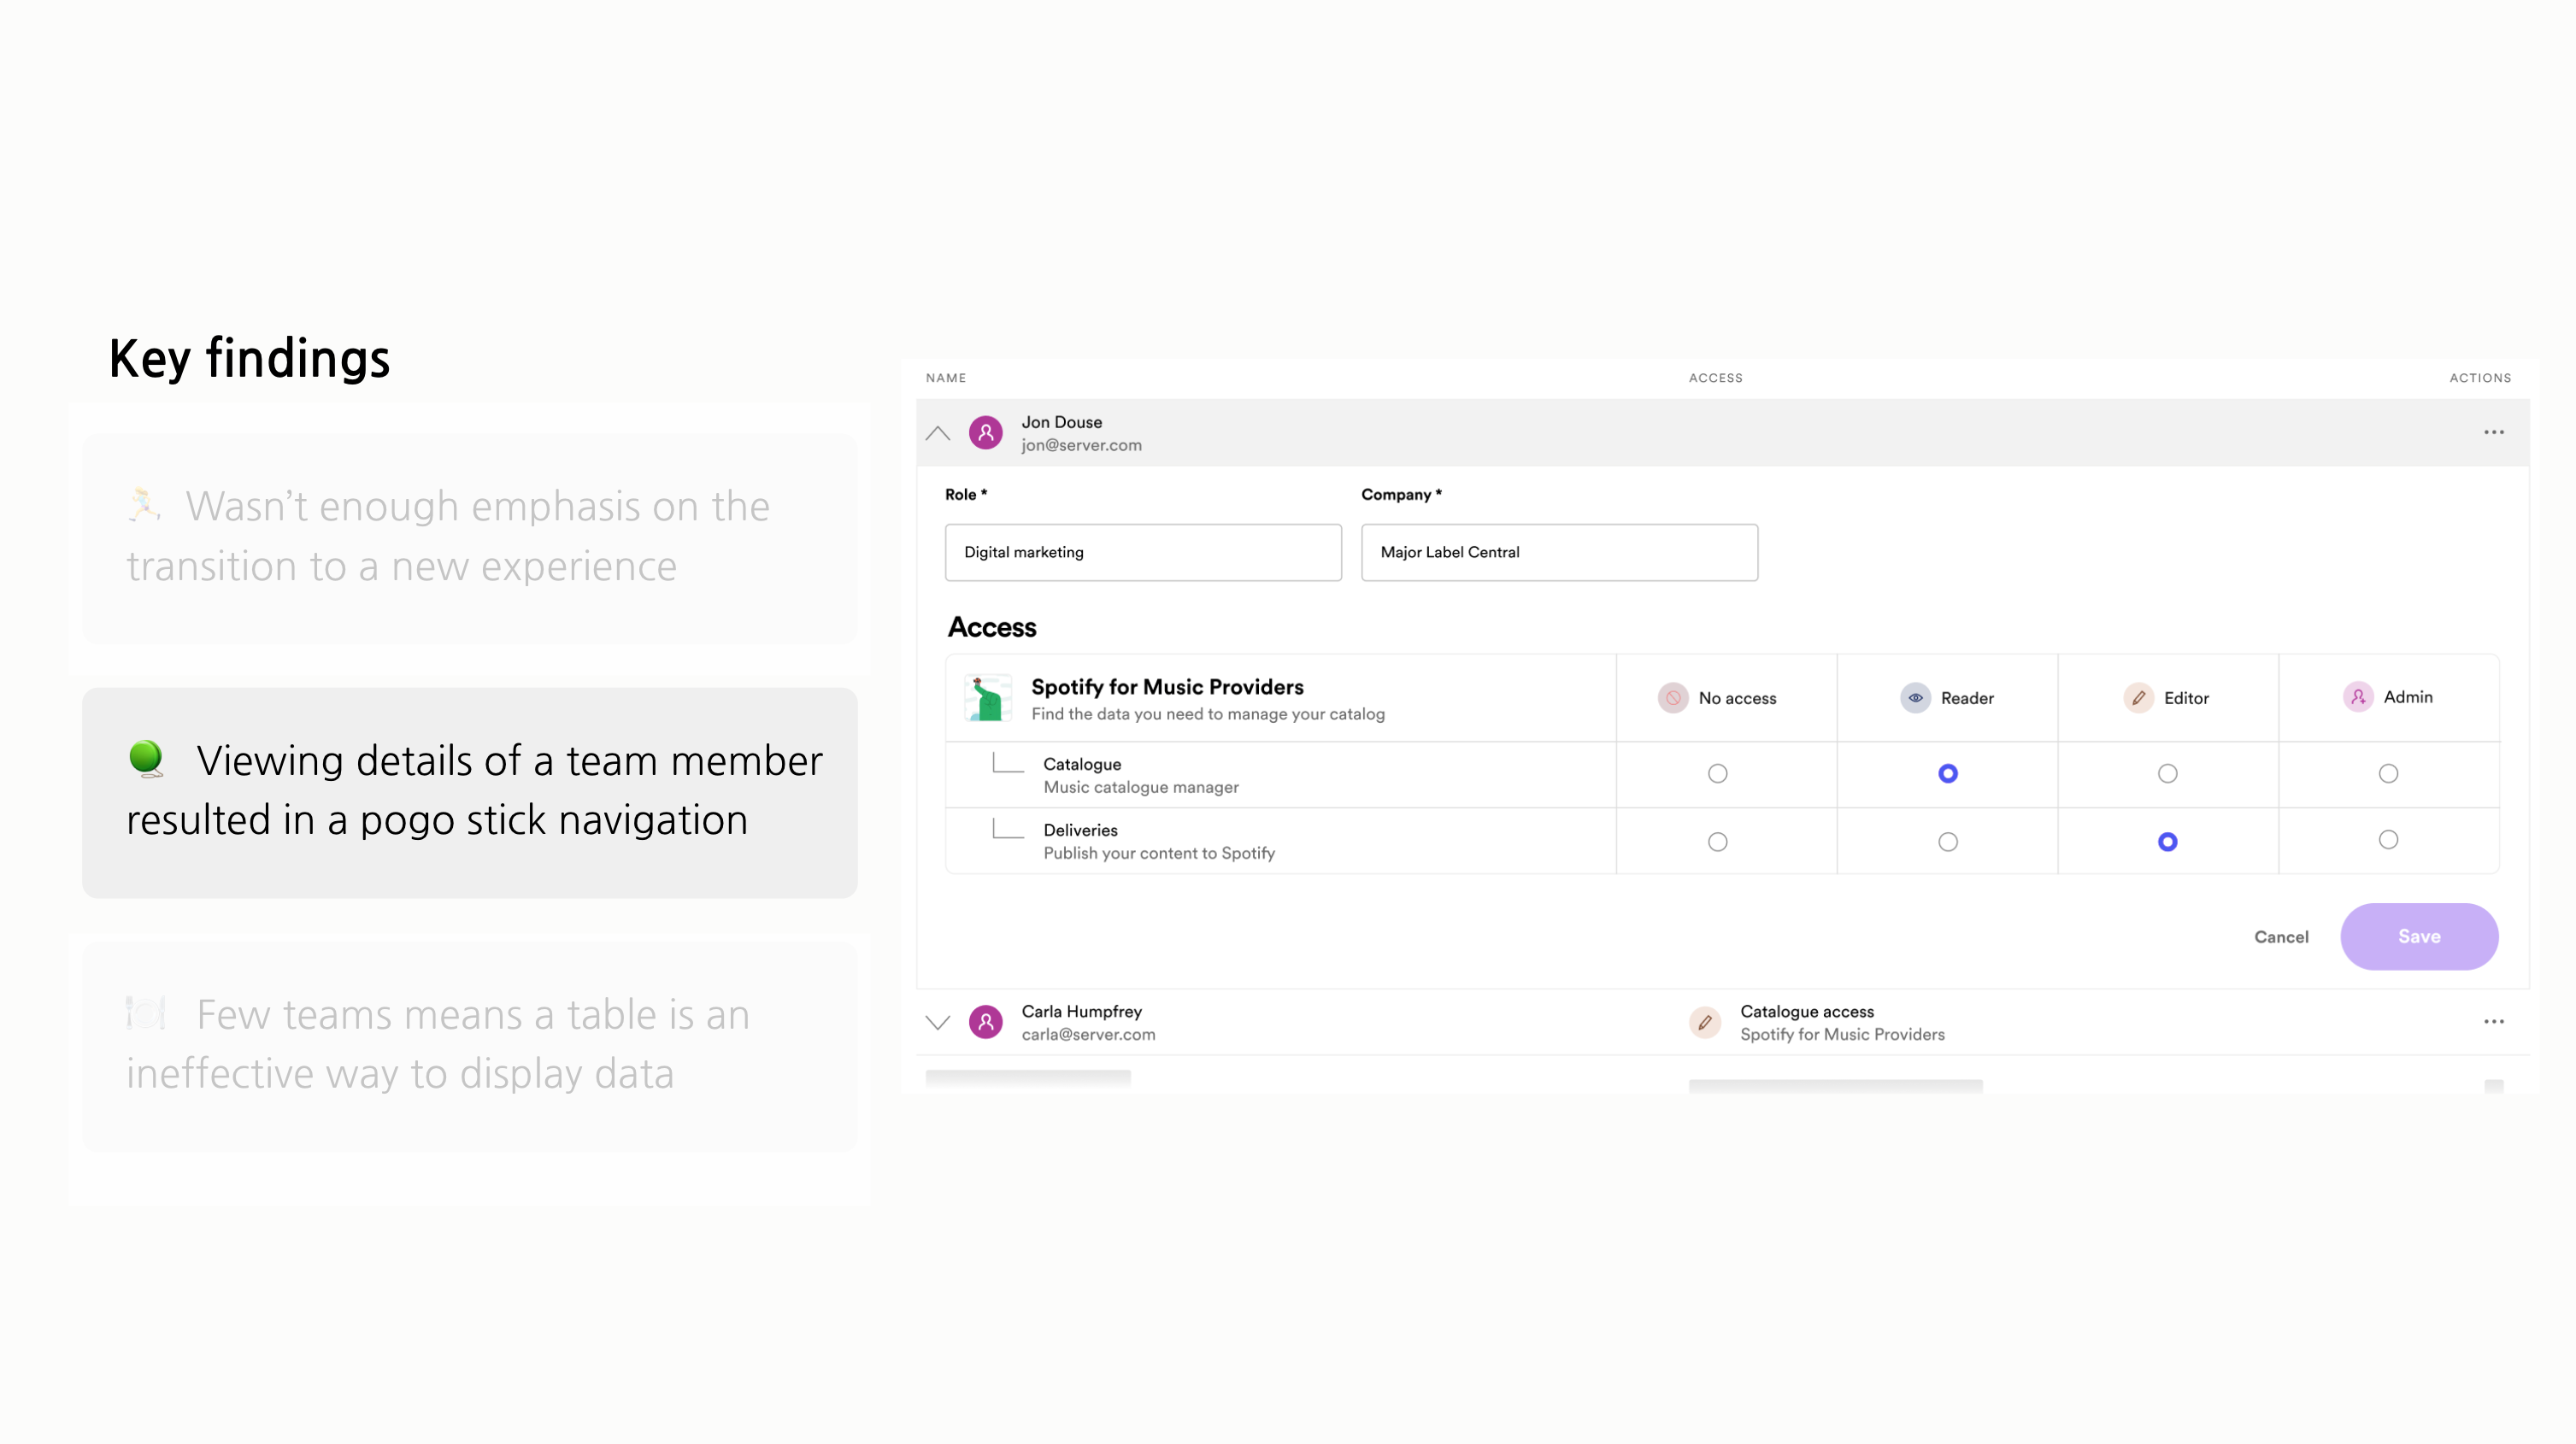 Key findings
Wasn’t enough emphasis on the
transition to a new experience
Viewing details of a team member
resulted in a pogo stick navigation
Few teams means a table is an
ineffective way to display data
NAME ACCESS ACTIONS
Jon Douse
jon@server.com
Role * Company *
Digital marketing Major Label Central
Access
Spotify for Music Providers
Find the data you need to manage your catalog
No access Reader Editor Admin
Catalogue
Music catalogue manager
Deliveries
Publish your content to Spotify
Cancel Save
Carla Humpfrey
carla@server.com
Catalogue access
Spotify for Music Providers